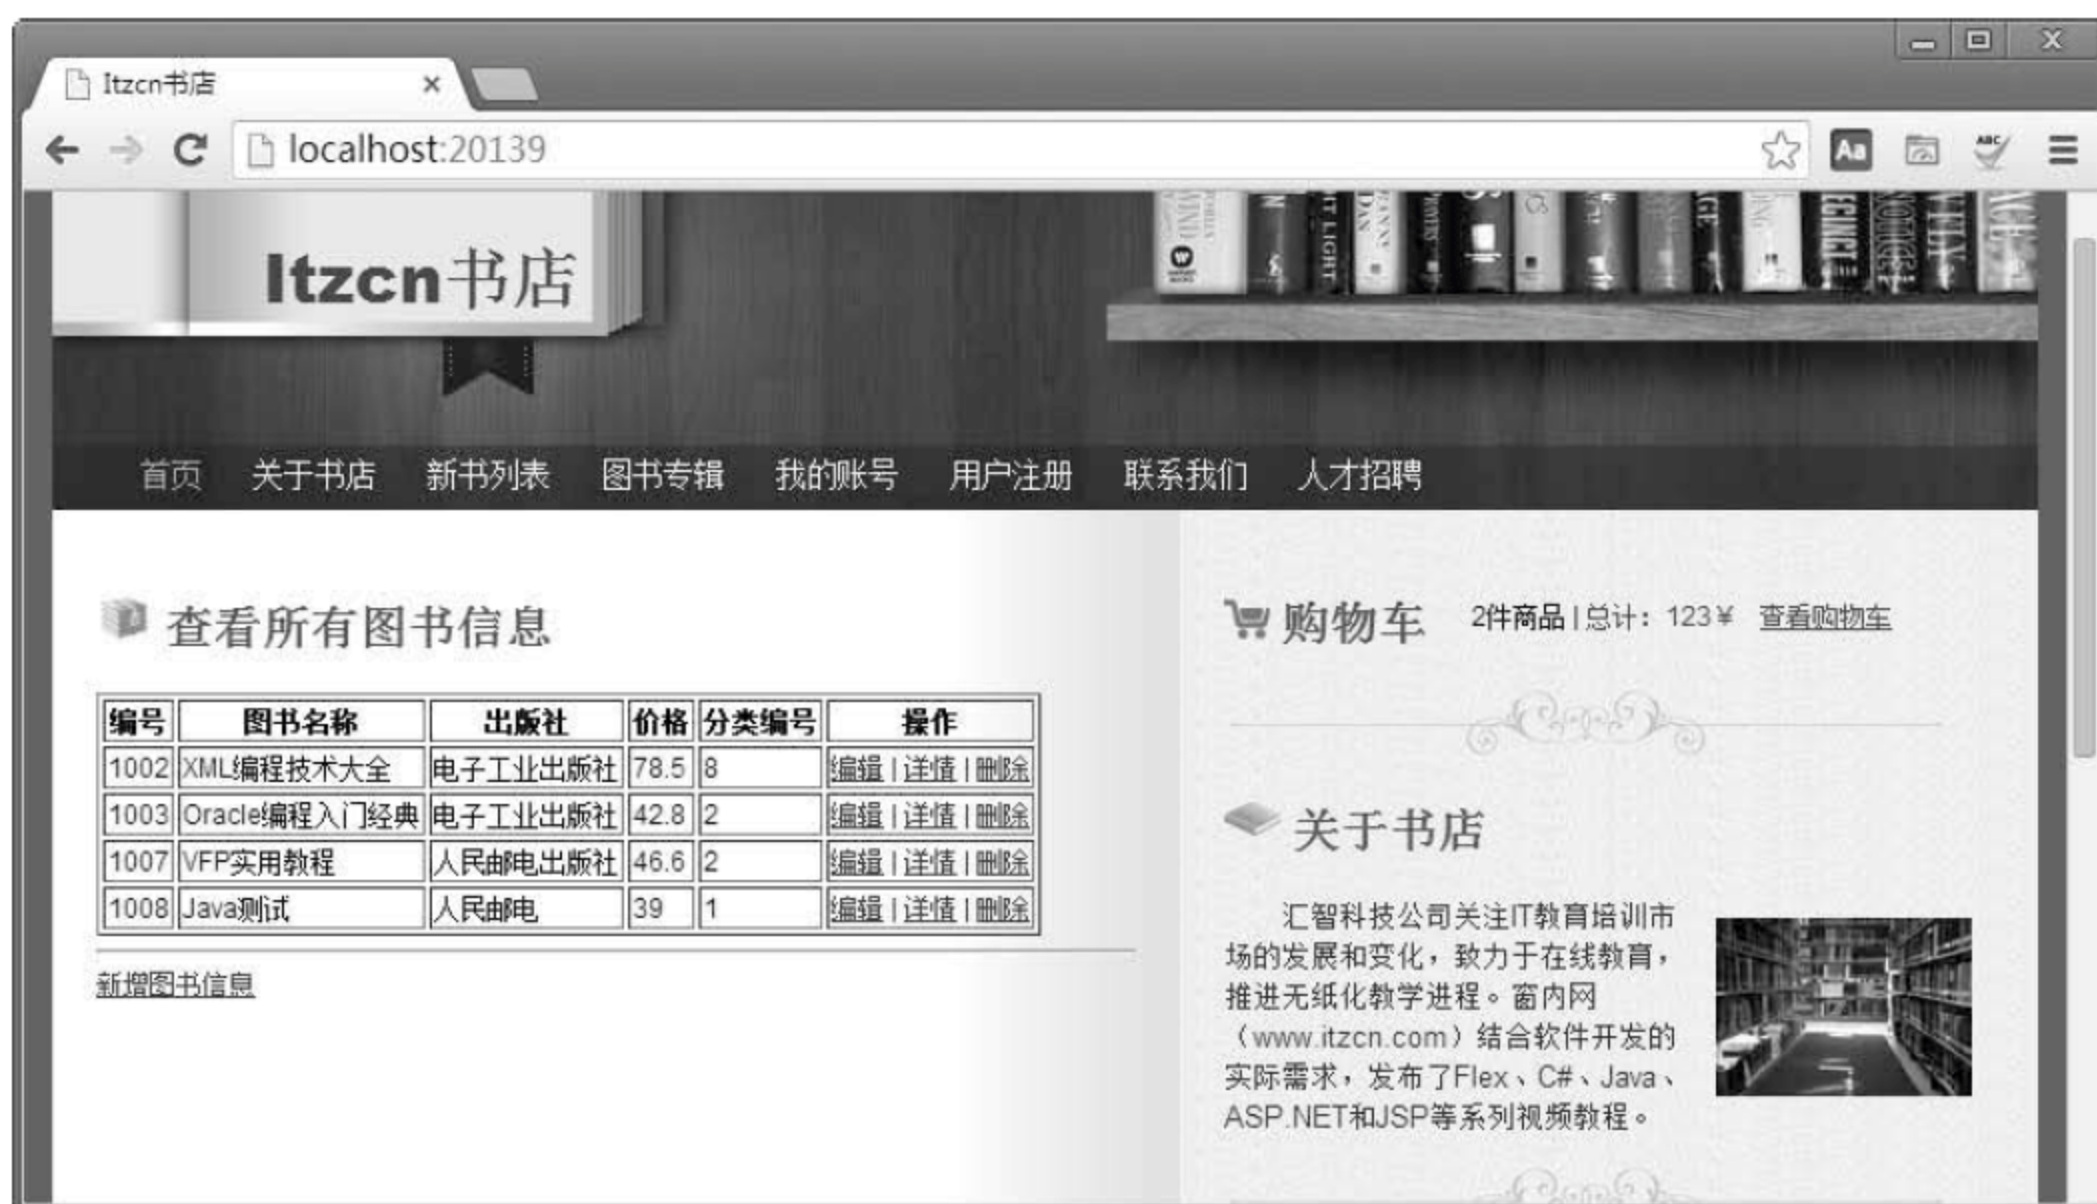 Itzcn书店
localhost:20139
Itzcn书店
首页 关于书店 新书列表 图书专辑 我的账号 用户注册 联系我们 人才招聘
查看所有图书信息
编号 图书名称 出版社 价格 分类编号 操作
1002 XML编程技术大全 电子工业出版社 78.5 8 编辑 | 详情 | 删除
1003 Oracle编程入门经典 电子工业出版社 42.8 2 编辑 | 详情 | 删除
1007 VFP实用教程 人民邮电出版社 46.6 2 编辑 | 详情 | 删除
1008 Java测试 人民邮电 39 1 编辑 | 详情 | 删除
新增图书信息
购物车 2件商品 | 总计：123¥ 查看购物车
关于书店
汇智科技公司关注IT教育培训市
场的发展和变化，致力于在线教育，
推进无纸化教学进程。窗内网
（www.itzcn.com）结合软件开发的
实际需求，发布了Flex、C#、Java、
ASP.NET和JSP等系列视频教程。